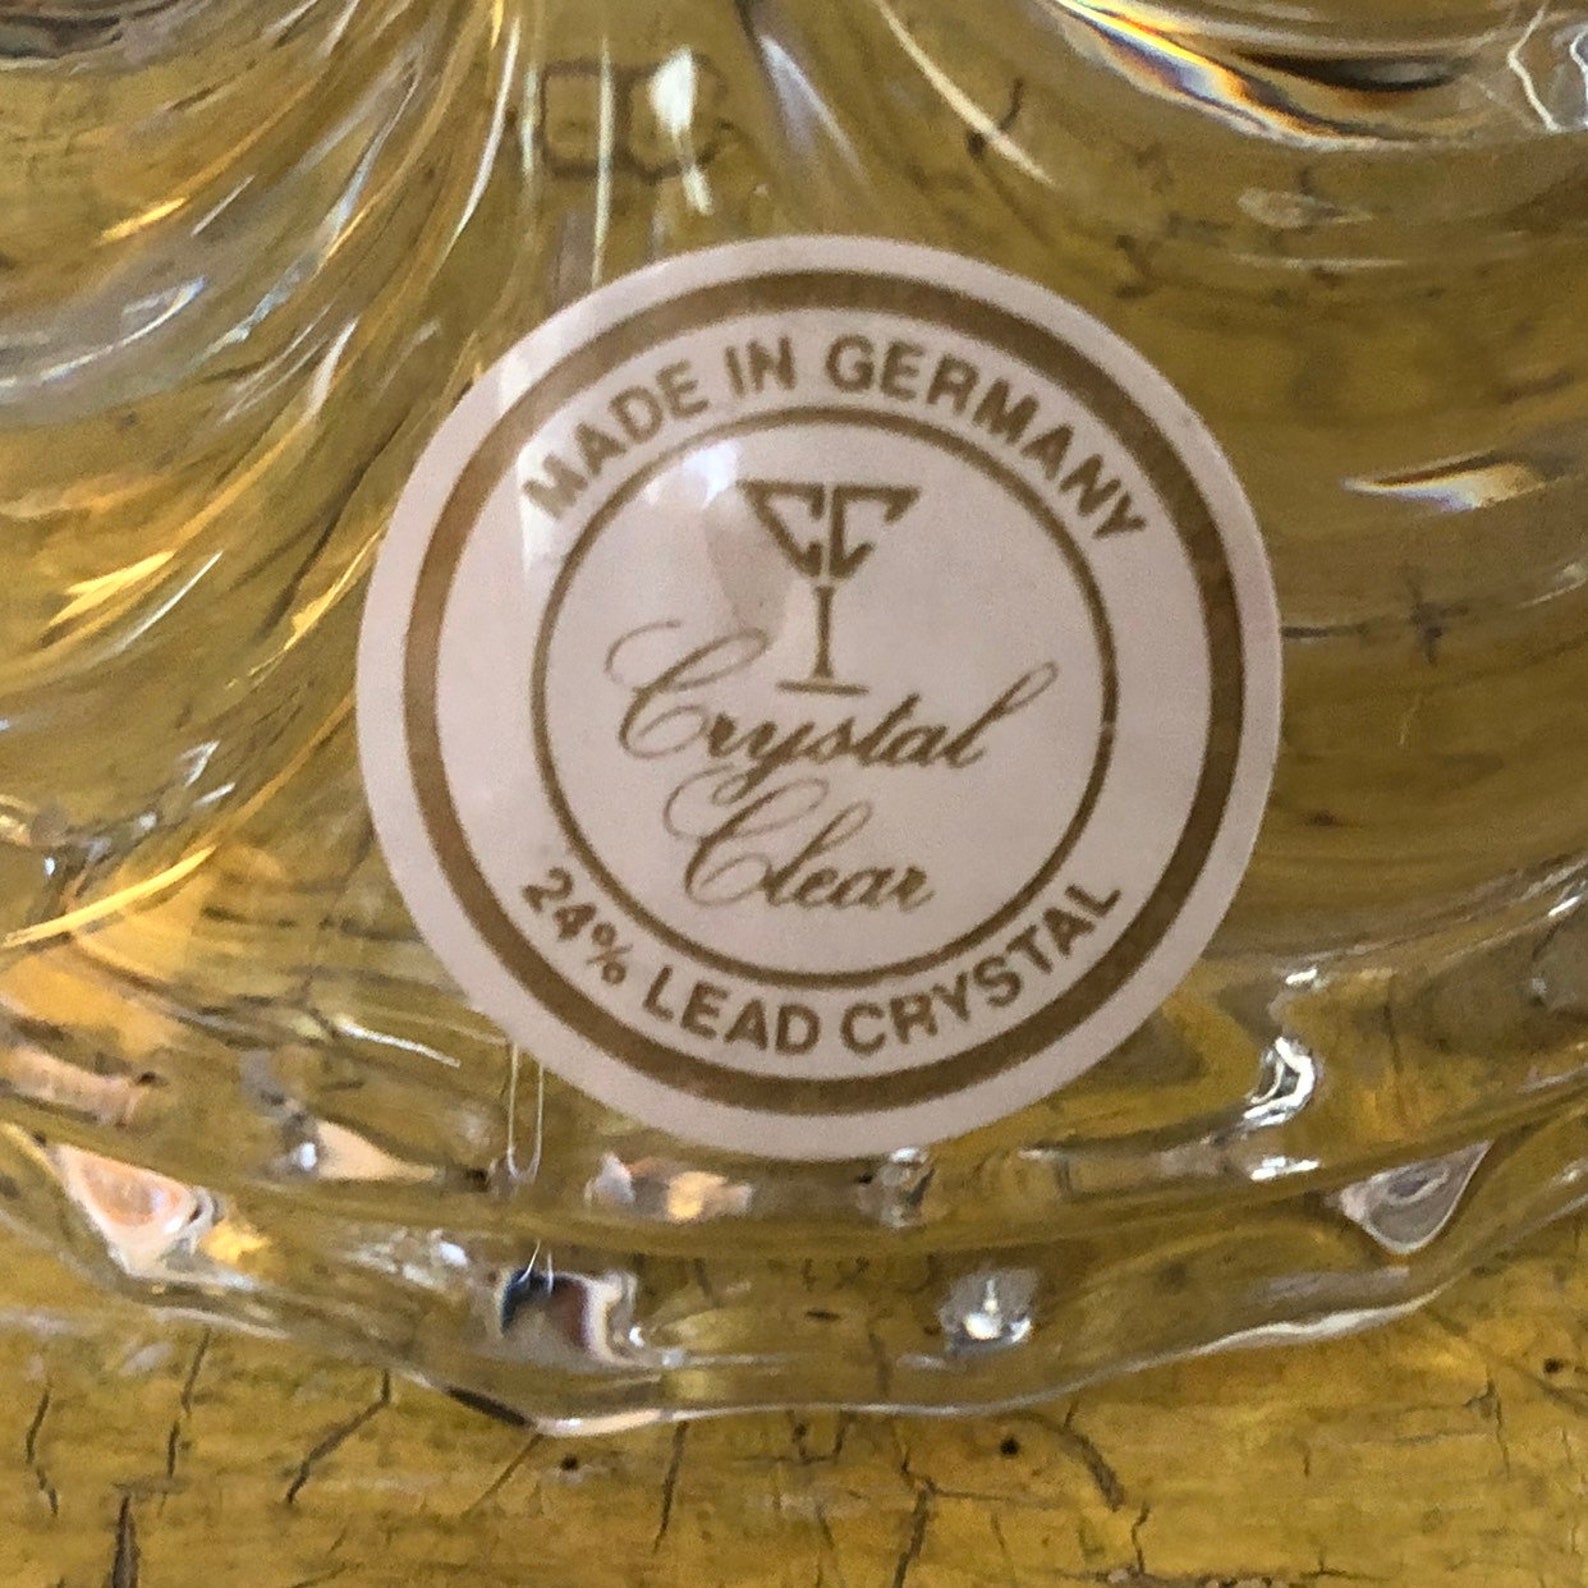 MADE IN GERMANY
CC
Crystal
Clear
24% LEAD CRYSTAL